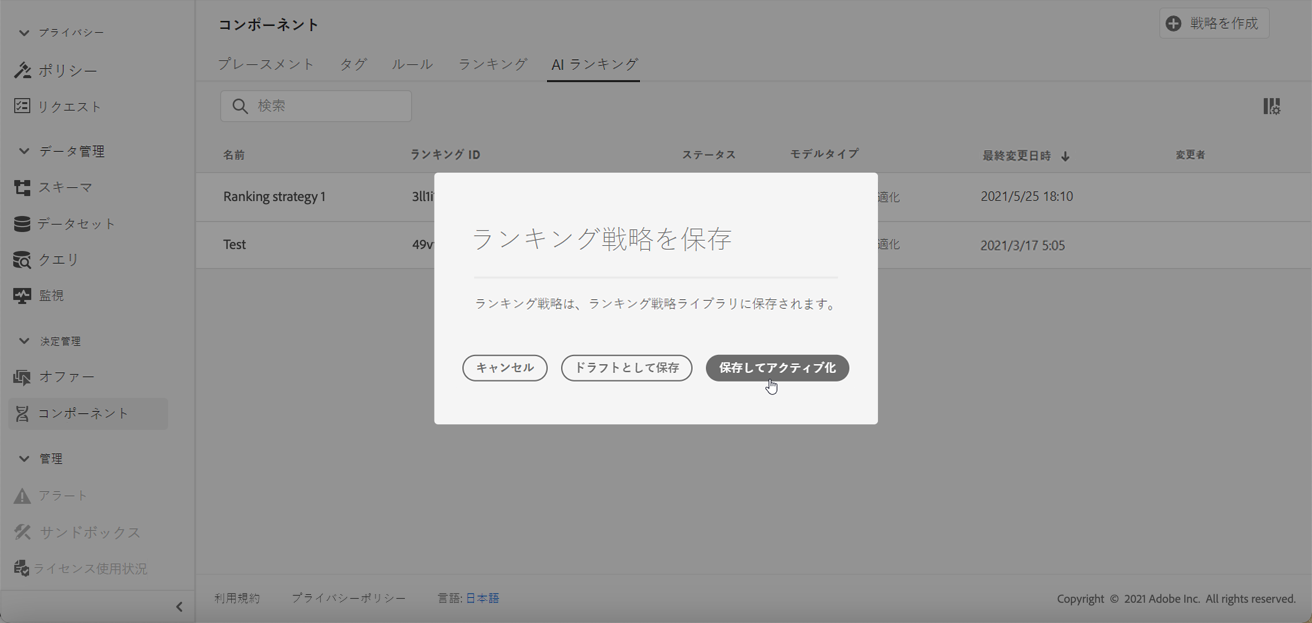 プライバシー
ポリシー
リクエスト
データ管理
スキーマ
データセット
クエリ
監視
決定管理
オファー
コンポーネント
管理
アラート
サンドボックス
ライセンス使用状況
コンポーネント
戦略を作成
プレースメント タグ ルール ランキング AI ランキング
検索
名前 ランキング ID ステータス モデルタイプ 最終変更日時 変更者
Ranking strategy 1 適化 2021/5/25 18:10
Test 49v 適化 2021/3/17 5:05
ランキング戦略を保存
ランキング戦略は、ランキング戦略ライブラリに保存されます。
キャンセル ドラフトとして保存 保存してアクティブ化
利用規約 プライバシーポリシー 言語: 日本語 Copyright © 2021 Adobe Inc. All rights reserved.